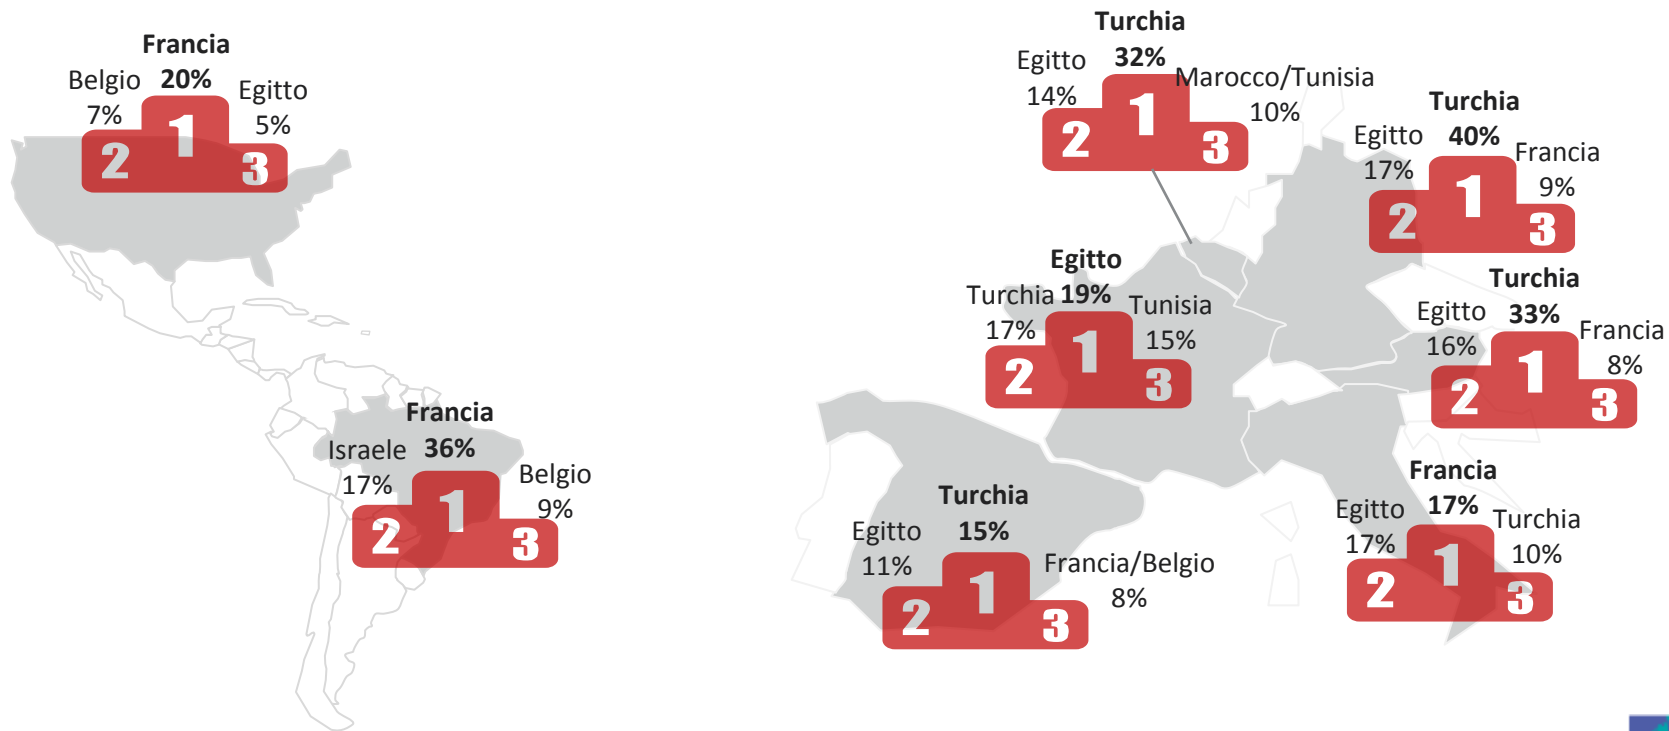 Francia
20%
Belgio
7%
Egitto
5%
1
2
3
Francia
36%
Israele
17%
Belgio
9%
1
2
3
Turchia
32%
Egitto
14%
Marocco/Tunisia
10%
1
2
3
Turchia
40%
Egitto
17%
Francia
9%
1
2
3
Egitto
19%
Turchia
17%
Tunisia
15%
1
2
3
Turchia
33%
Egitto
16%
Francia
8%
1
2
3
Turchia
15%
Egitto
11%
Francia/Belgio
8%
1
2
3
Francia
17%
Egitto
17%
Turchia
10%
1
2
3